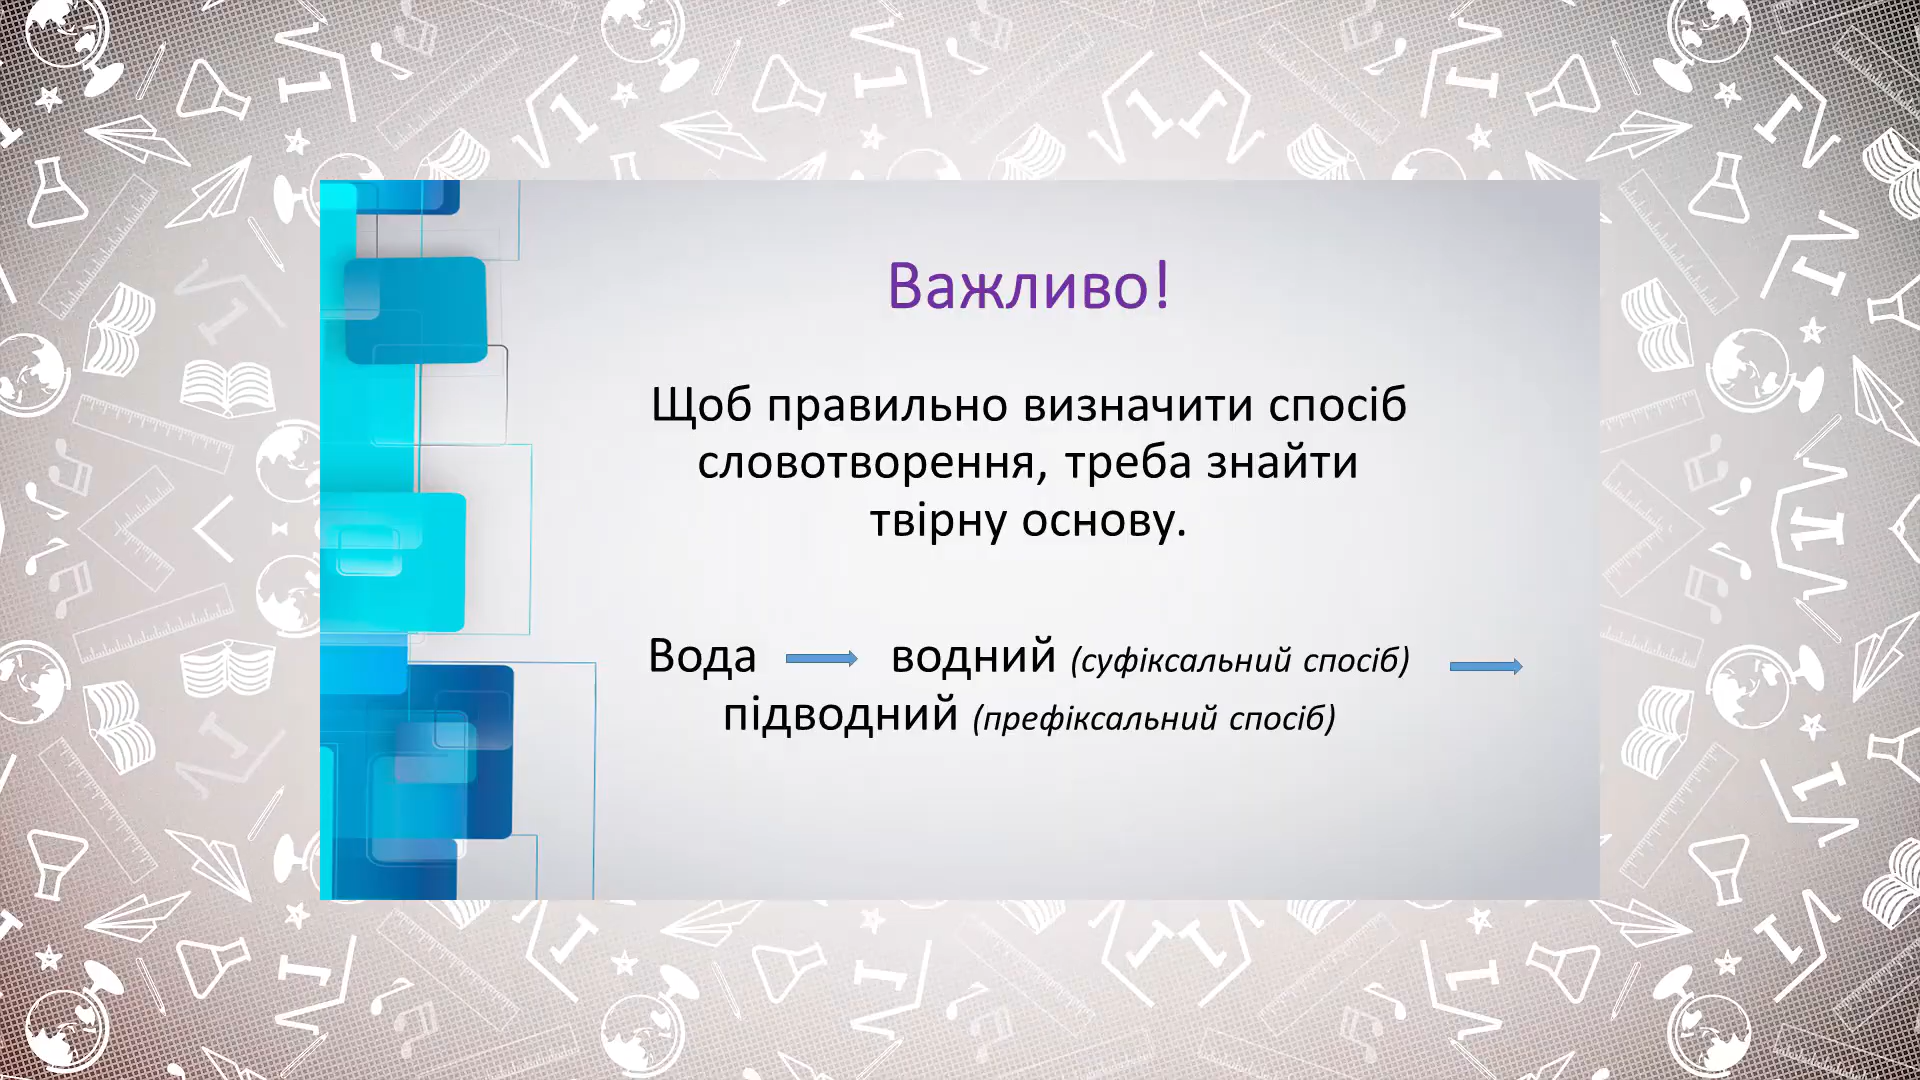 Важливо!
Щоб правильно визначити спосіб
словотворення, треба знайти
твірну основу.
Вода водний (суфіксальний спосіб)
підводний (префіксальний спосіб)